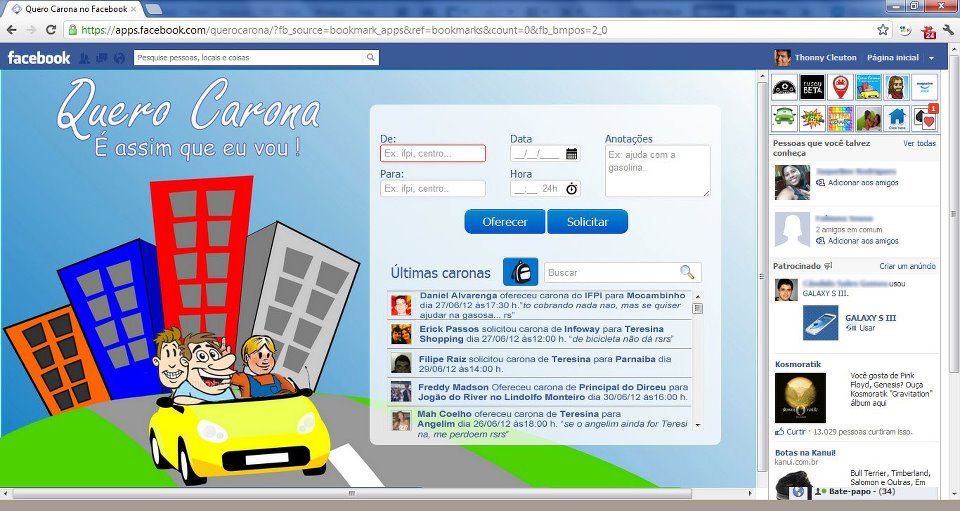 Quero Carona no Facebook
https://apps.facebook.com/querocarona/?fb_source=bookmark_apps&ref=bookmarks&count=0&fb_bmpos=2_0
24
facebook
Pesquise pessoas, locais e coisas
Thonny Cleuton
Página inicial
Quero Carona
É assim que eu vou !
De:
Ex: ifpi, centro...
Data
__/__/____
Anotações
Ex: ajuda com a
gasolina..
Para:
Ex: ifpi, centro..
Hora
__:__ 24h
Oferecer
Solicitar
Últimas caronas
Buscar
Daniel Alvarenga ofereceu carona do IFPI para Mocambinho
dia 27/06/12 às17:30 h."to cobrando nada nao, mas se quiser
ajudar na gasosa... rs"
Erick Passos solicitou carona de Infoway para Teresina
Shopping dia 27/06/12 às12:00 h. "de bicicleta não dá rsrs"
Filipe Raiz solicitou carona de Teresina para Parnaiba dia
29/06/12 às14:00 h.
Freddy Madson Ofereceu carona de Principal do Dirceu para
Jogão do River no Lindolfo Monteiro dia 30/06/12 às16:00 h.
Mah Coelho ofereceu carona de Teresina para
Angelim dia 26/06/12 às18:00 h. "se o angelim ainda for Teresi
na, me perdoem rsrs"
BETA
Click here
1
Pessoas que você talvez
conheça
Ver todas
Adicionar aos amigos
2 amigos em comum
Adicionar aos amigos
Patrocinado
Criar um anúncio
usou
GALAXY S III.
GALAXY S III
Usar
Kosmoratik
Você gosta de Pink
Floyd, Genesis? Ouça
Kosmoratik "Gravitation"
álbum aqui
Curtir · 13.029 pessoas curtiram isso.
Botas na Kanui!
kanui.com.br
Bull Terrier, Timberland,
Salomon e Outras, Em
Bate-papo - (34)